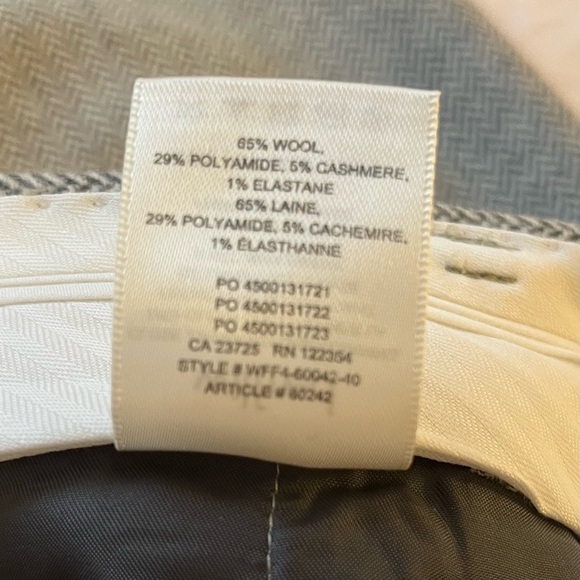 65% WOOL,
29% POLYAMIDE, 5% CASHMERE,
1% ELASTANE
65% LAINE,
29% POLYAMIDE, 5% CACHEMIRE,
1% ÉLASTHANNE
PO 4500131721
PO 4500131722
PO 4500131723
CA 23725 RN 122354
STYLE # WFF4-60042-10
ARTICLE # 60242